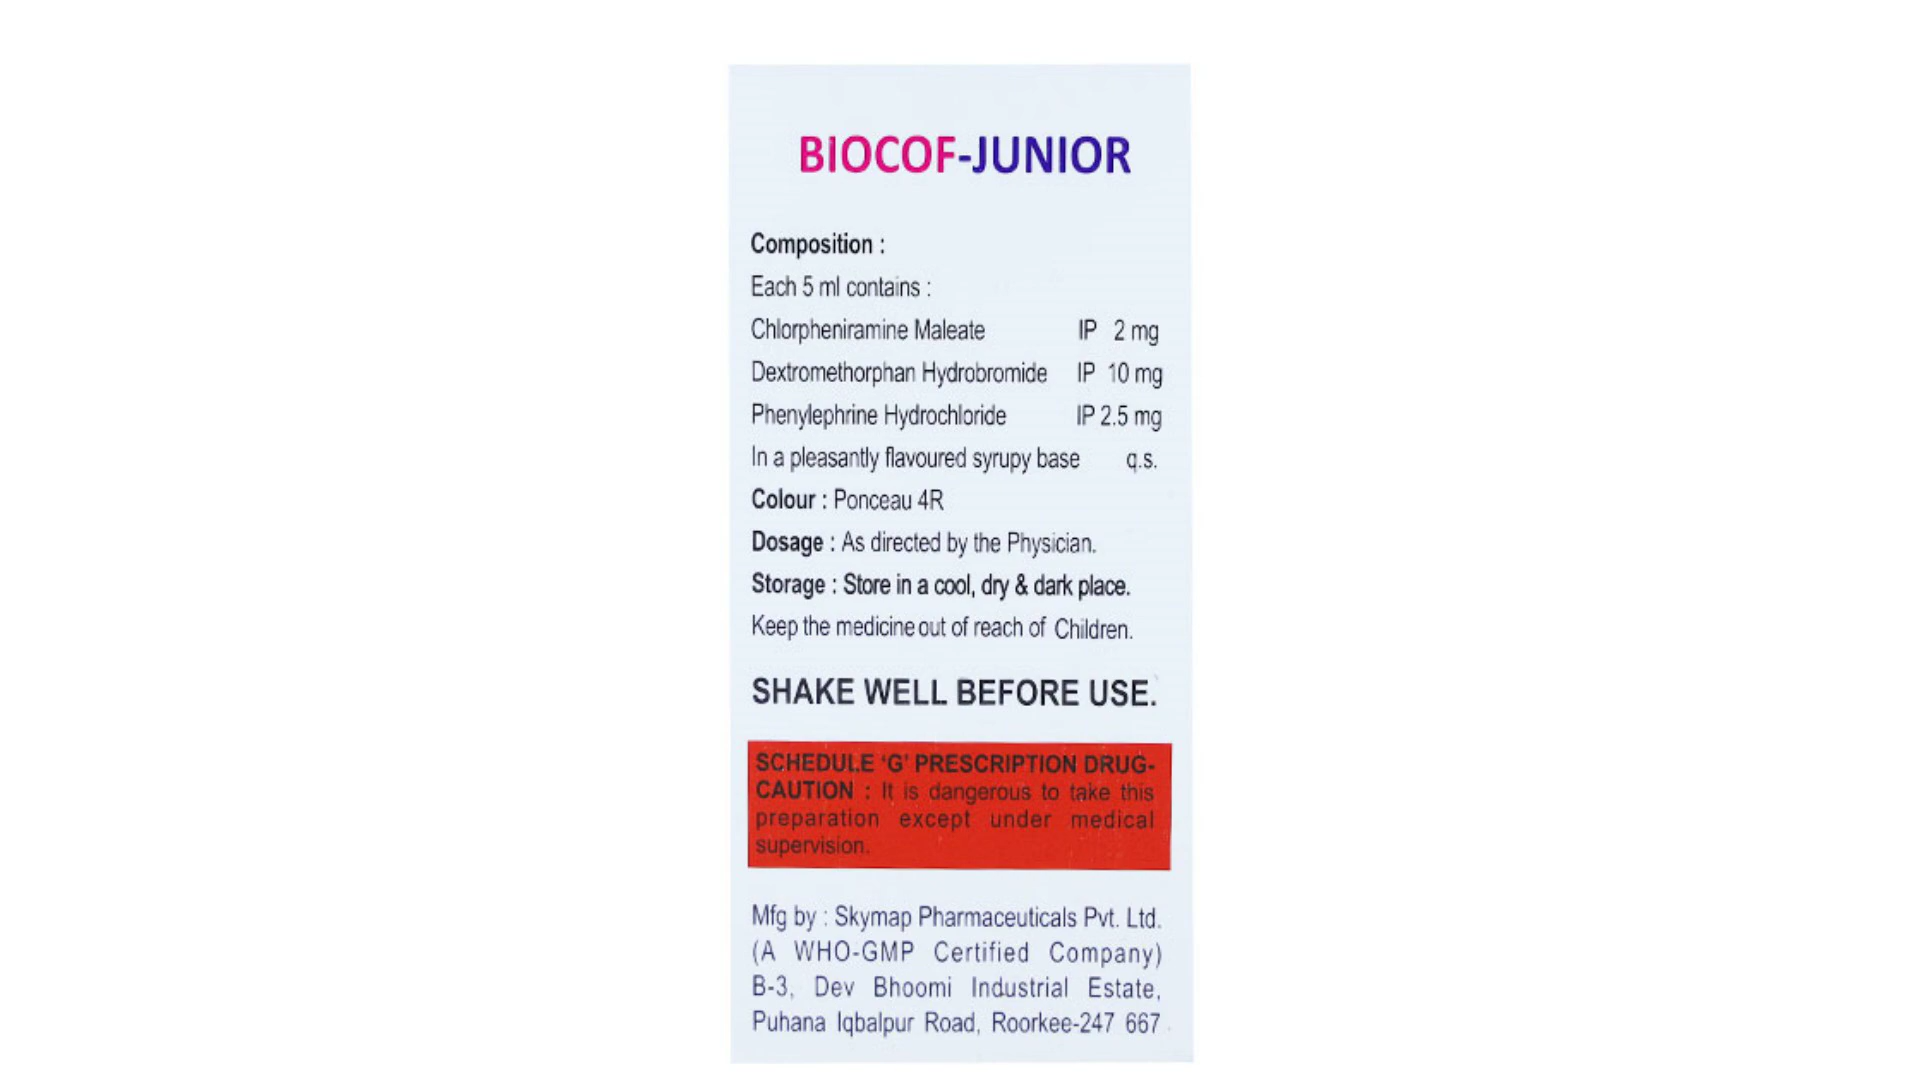 BIOCOF-JUNIOR
Composition :
Each 5 ml contains :
Chlorpheniramine Maleate IP 2 mg
Dextromethorphan Hydrobromide IP 10 mg
Phenylephrine Hydrochloride IP 2.5 mg
In a pleasantly flavoured syrupy base q.s.
Colour : Ponceau 4R
Dosage : As directed by the Physician.
Storage : Store in a cool, dry & dark place.
Keep the medicine out of reach of Children.
SHAKE WELL BEFORE USE.
SCHEDULE 'G' PRESCRIPTION DRUG-
CAUTION : It is dangerous to take this
preparation except under medical
supervision.
Mfg by : Skymap Pharmaceuticals Pvt. Ltd.
(A WHO-GMP Certified Company)
B-3, Dev Bhoomi Industrial Estate,
Puhana Iqbalpur Road, Roorkee-247 667